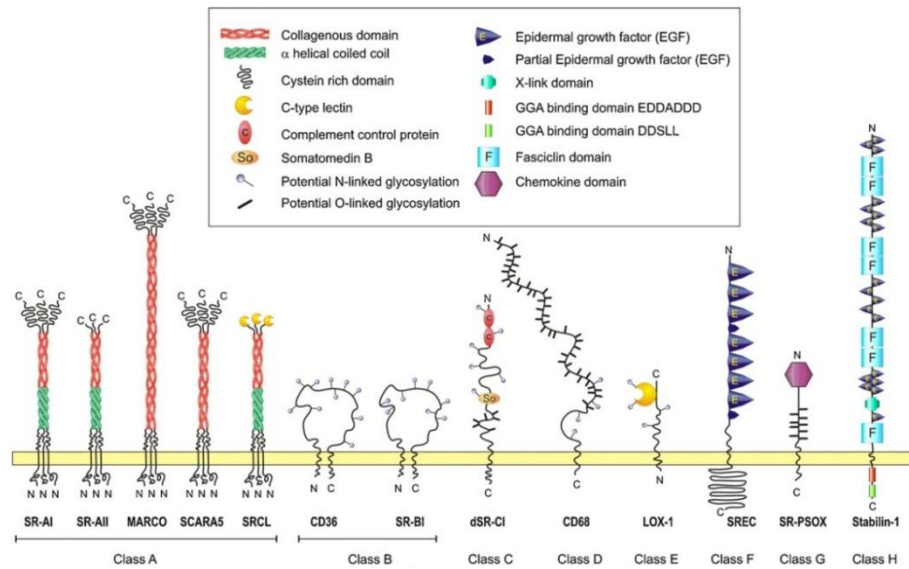 Collagenous domain
α helical coiled coil
Cystein rich domain
C-type lectin
C Complement control protein
So Somatomedin B
Potential N-linked glycosylation
Potential O-linked glycosylation
E Epidermal growth factor (EGF)
Partial Epidermal growth factor (EGF)
X-link domain
GGA binding domain EDDADDD
GGA binding domain DDSLL
F Fasciclin domain
Chemokine domain
C C C
N N N
C C C
N N N
C C C
N N N
C C C
N N N
N N N
N C
N C
N
C
C
So
C
N
C
C
N
N
E
E
E
E
E
E
C
N
C
N
F
F
F
F
F
F
F
C
SR-AI SR-AII MARCO SCARA5 SRCL CD36 SR-BI dSR-CI CD68 LOX-1 SREC SR-PSOX Stabilin-1
Class A Class B Class C Class D Class E Class F Class G Class H